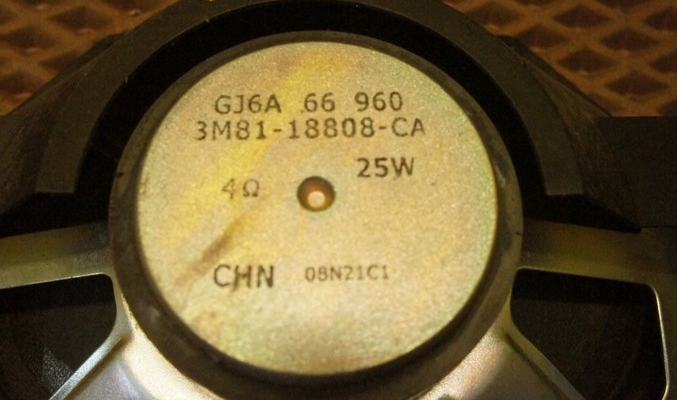 GJ6A 66 960
3M81-18808-CA
25W
4Ω
CHN 08N21C1